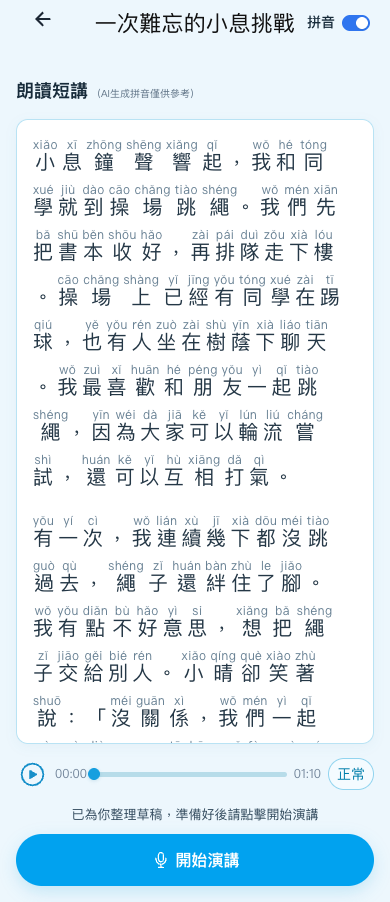 一次難忘的小息挑戰
拼音
朗讀短講
(AI生成拼音僅供參考)
xiǎo xī zhōng shēng xiǎng qǐ wǒ hé tóng
小息鐘聲響起，我和同
xué jiù dào cāo chǎng tiào shéng wǒ mén xiān
學就到操場跳繩。我們先
bǎ shū běn shōu hǎo zài pái duì zǒu xià lóu
把書本收好，再排隊走下樓
cāo chǎng shàng yǐ jīng yǒu tóng xué zài tī
。操場上已經有同學在踢
qiú yě yǒu rén zuò zài shù yīn xià liáo tiān
球，也有人坐在樹蔭下聊天
wǒ zuì xǐ huān hé péng yǒu yì qǐ tiào
。我最喜歡和朋友一起跳
shéng yīn wéi dà jiā kě yǐ lún liú cháng
繩，因為大家可以輪流嘗
shì huán kě yǐ hù xiāng dǎ qì
試，還可以互相打氣。
yǒu yí cì wǒ lián xù jǐ xià dōu méi tiào
有一次，我連續幾下都沒跳
guò qù shéng zǐ huán bàn zhù le jiǎo
過去，繩子還絆住了腳。
wǒ yǒu diǎn bù hǎo yì si xiǎng bǎ shéng
我有點不好意思，想把繩
zǐ jiāo gěi bié rén xiǎo qíng què xiào zhù
子交給別人。小晴卻笑著
shuō méi guān xì wǒ mén yì qǐ
說：「沒關係，我們一起
00:00
01:10
正常
已為你整理草稿，準備好後請點擊開始演講
開始演講